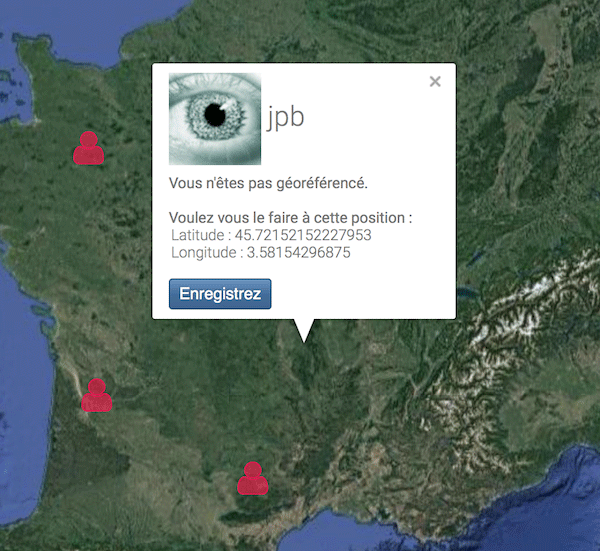 ×
jpb
Vous n'êtes pas géoréférencé.
Voulez vous le faire à cette position :
Latitude : 45.72152152227953
Longitude : 3.58154296875
Enregistrez